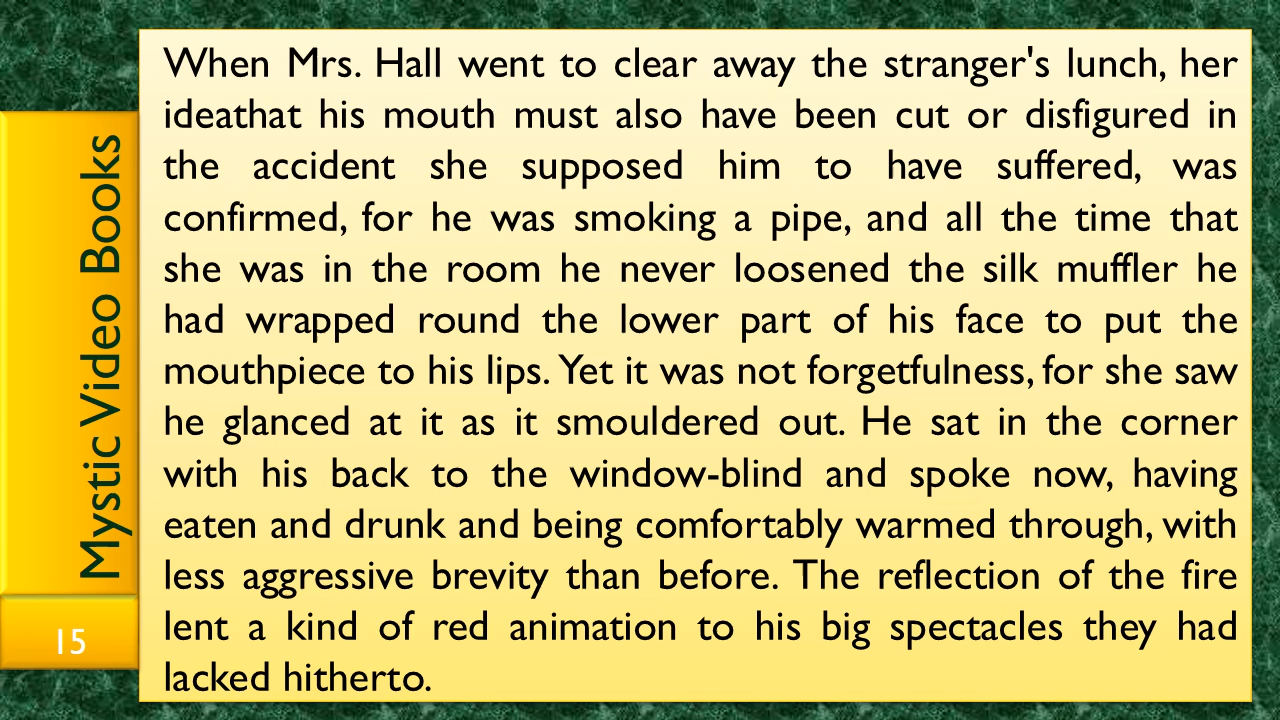 When Mrs. Hall went to clear away the stranger's lunch, her
ideathat his mouth must also have been cut or disfigured in
the accident she supposed him to have suffered, was
confirmed, for he was smoking a pipe, and all the time that
she was in the room he never loosened the silk muffler he
had wrapped round the lower part of his face to put the
mouthpiece to his lips. Yet it was not forgetfulness, for she saw
he glanced at it as it smouldered out. He sat in the corner
with his back to the window-blind and spoke now, having
eaten and drunk and being comfortably warmed through, with
less aggressive brevity than before. The reflection of the fire
lent a kind of red animation to his big spectacles they had
lacked hitherto.
Mystic Video Books
15